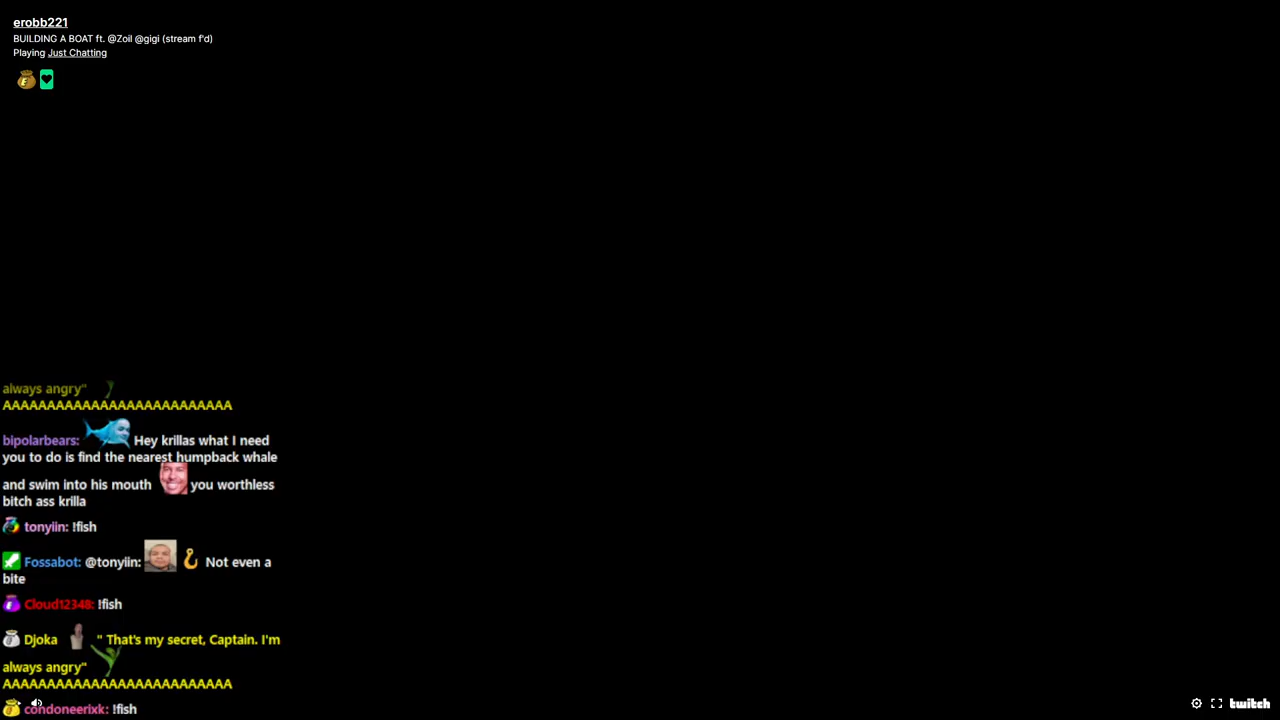 erobb221
BUILDING A BOAT ft. @Zoil @gigi (stream f'd)
Playing Just Chatting
always angry"
AAAAAAAAAAAAAAAAAAAAAAAAAA
bipolarbears: Hey krillas what I need
you to do is find the nearest humpback whale
and swim into his mouth you worthless
bitch ass krilla
tonyiin: !fish
Fossabot: @tonyiin: Not even a
bite
Cloud12348: !fish
Djoka " That's my secret, Captain. I'm
always angry"
AAAAAAAAAAAAAAAAAAAAAAAAAA
condoneerixk: !fish
twitch